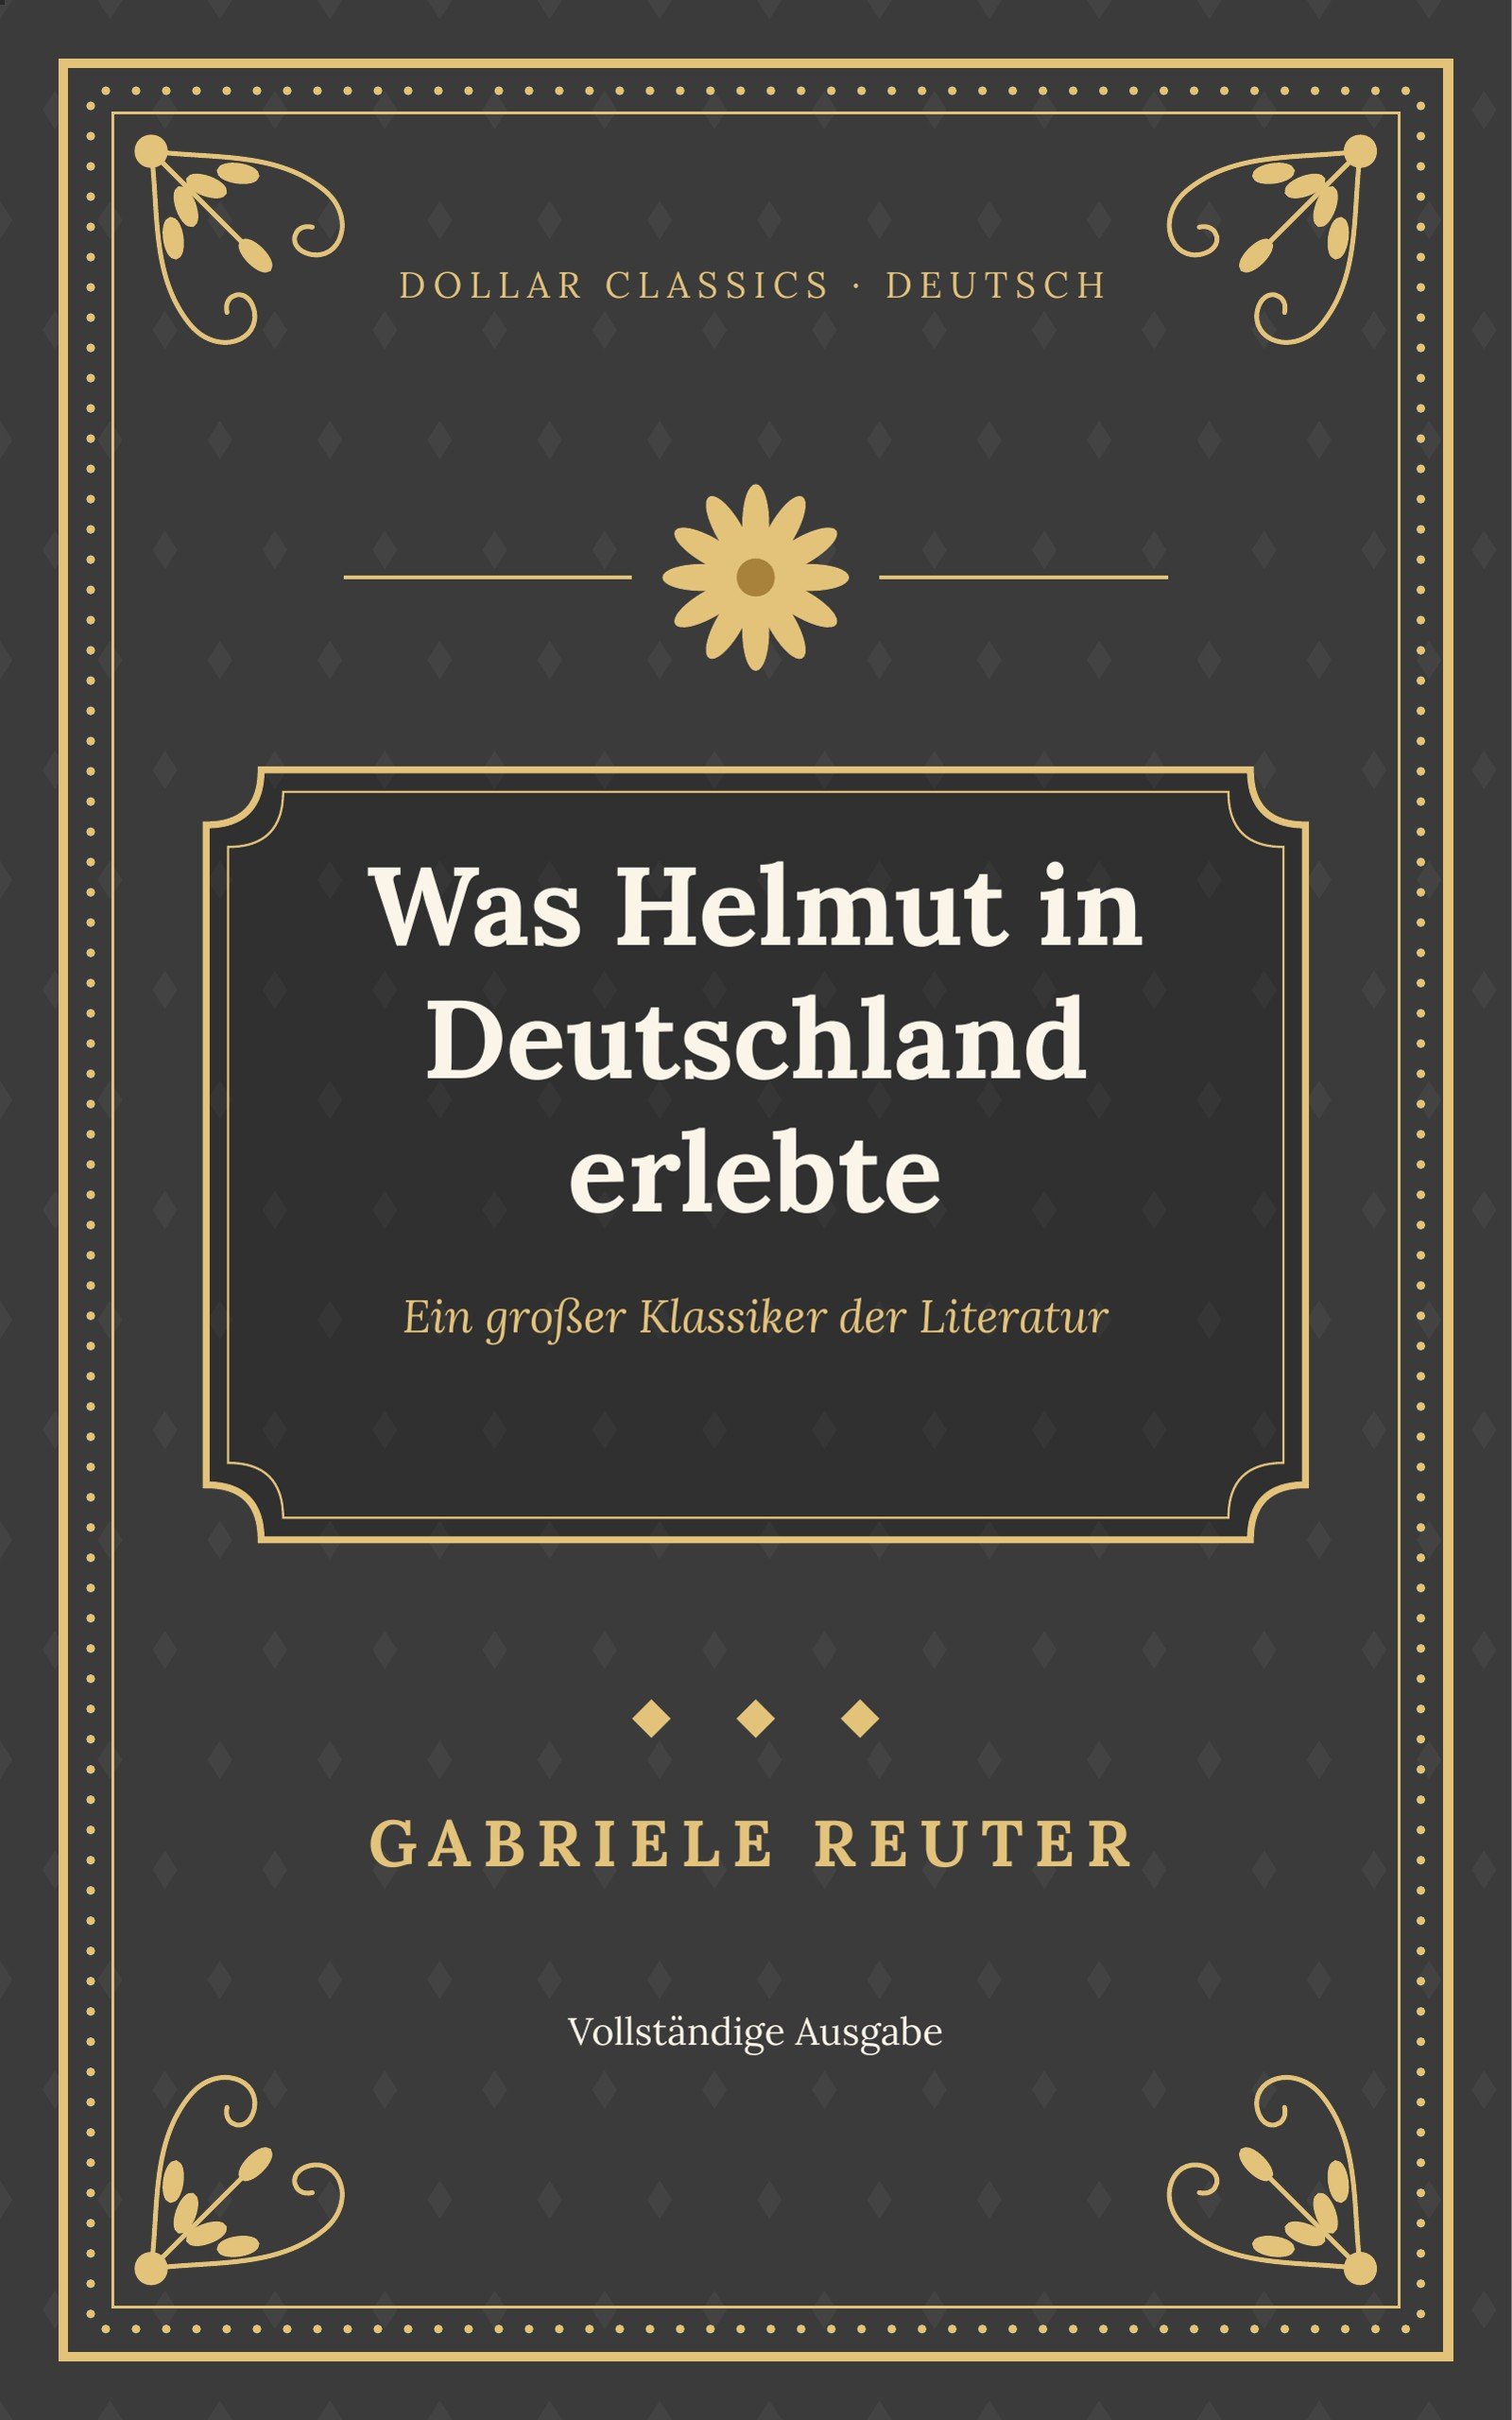 DOLLAR CLASSICS · DEUTSCH
Was Helmut in
Deutschland
erlebte
Ein großer Klassiker der Literatur
GABRIELE REUTER
Vollständige Ausgabe